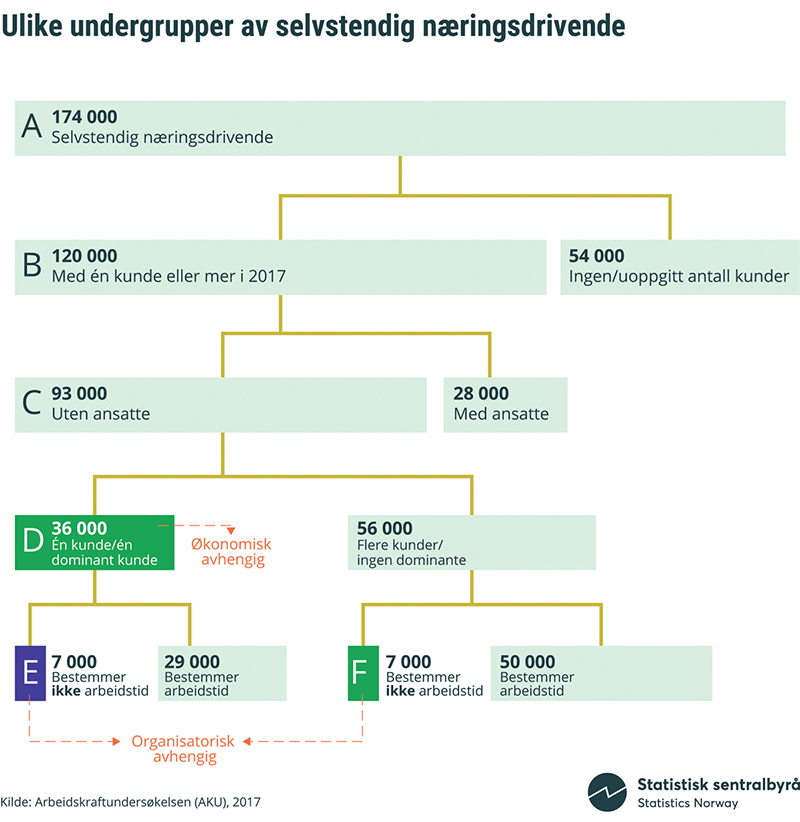 Ulike undergrupper av selvstendig næringsdrivende
A
174 000
Selvstendig næringsdrivende
B
120 000
Med én kunde eller mer i 2017
54 000
Ingen/uoppgitt antall kunder
C
93 000
Uten ansatte
28 000
Med ansatte
D
36 000
Én kunde/én
dominant kunde
Økonomisk
avhengig
56 000
Flere kunder/
ingen dominante
E
7 000
Bestemmer
ikke arbeidstid
29 000
Bestemmer
arbeidstid
F
7 000
Bestemmer
ikke arbeidstid
50 000
Bestemmer
arbeidstid
Organisatorisk
avhengig
Kilde: Arbeidskraftundersøkelsen (AKU), 2017
Statistisk sentralbyrå
Statistics Norway